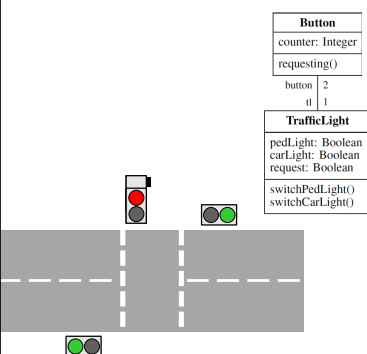 Button
counter: Integer
requesting()
button 2
tl 1
TrafficLight
pedLight: Boolean
carLight: Boolean
request: Boolean
switchPedLight()
switchCarLight()